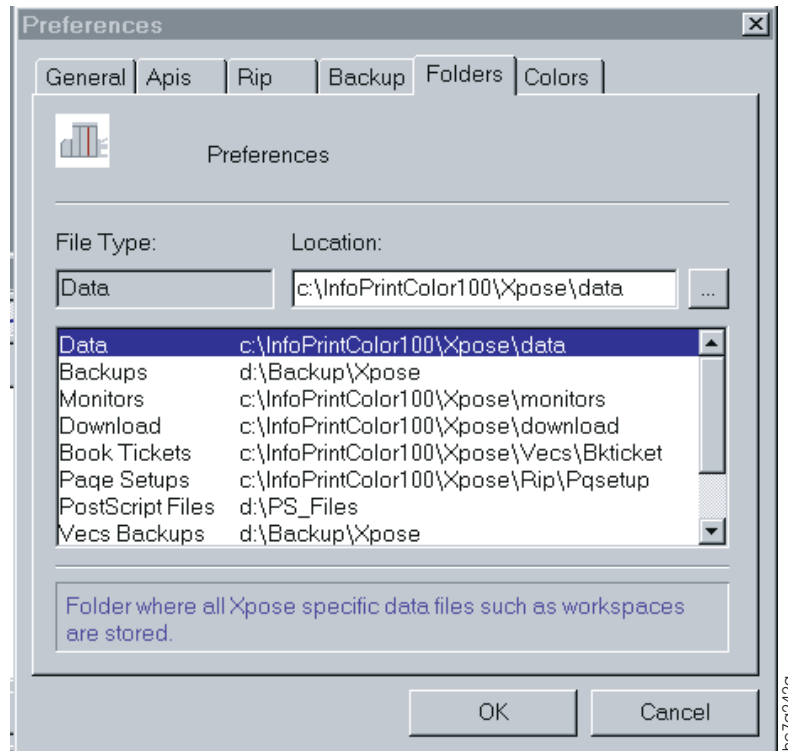 Preferences
General Apis Rip Backup Folders Colors
Preferences
File Type: Location:
Data c:\InfoPrintColor100\Xpose\data ...
Data c:\InfoPrintColor100\Xpose\data
Backups d:\Backup\Xpose
Monitors c:\InfoPrintColor100\Xpose\monitors
Download c:\InfoPrintColor100\Xpose\download
Book Tickets c:\InfoPrintColor100\Xpose\Vecs\Bkticket
Page Setups c:\InfoPrintColor100\Xpose\Rip\Pqsetup
PostScript Files d:\PS_Files
Vecs Backups d:\Backup\Xpose
Folder where all Xpose specific data files such as workspaces
are stored.
OK Cancel